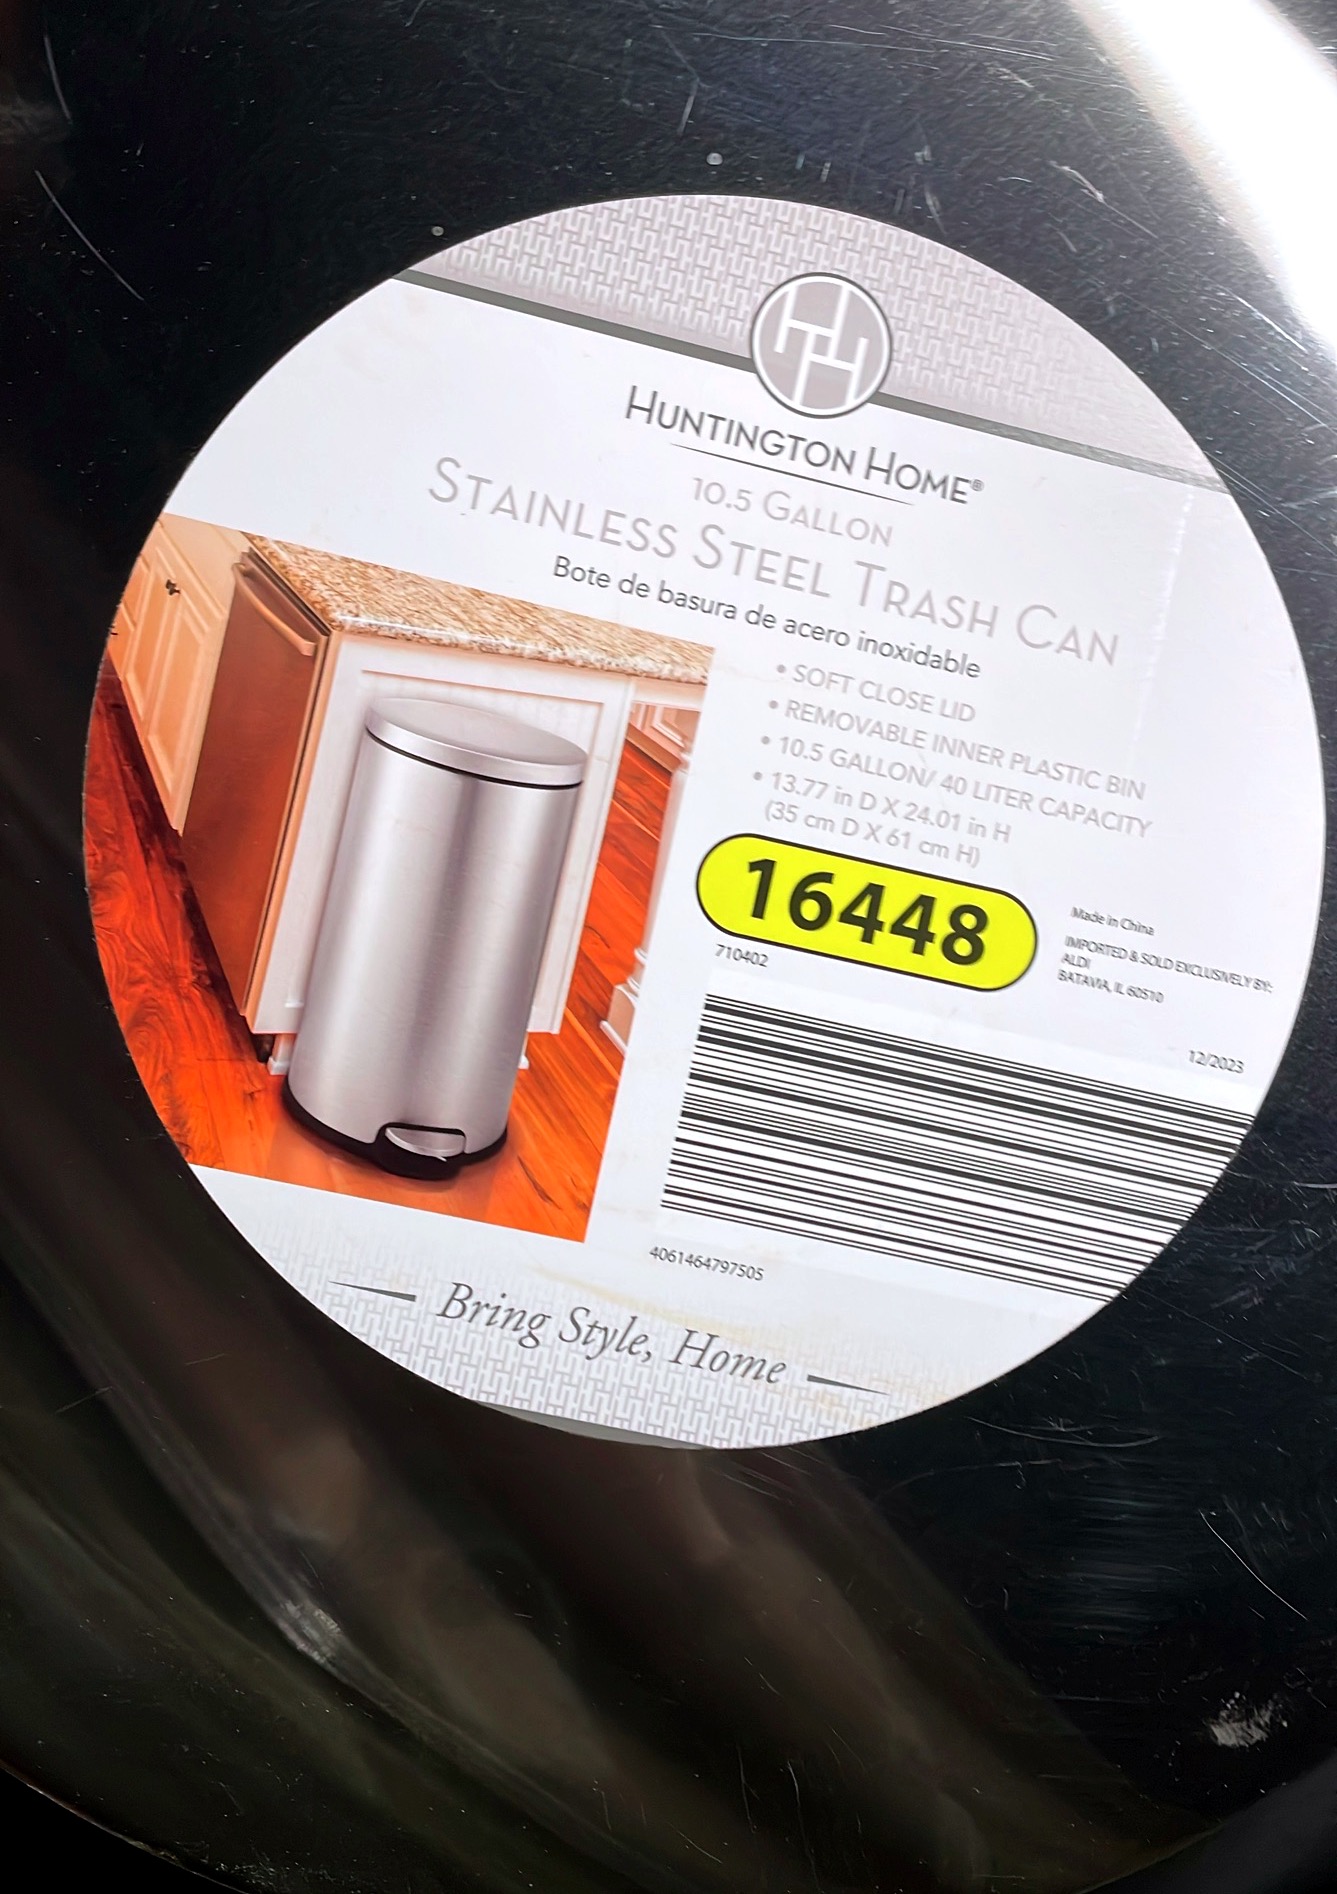 HUNTINGTON HOME®
10.5 GALLON
STAINLESS STEEL TRASH CAN
Bote de basura de acero inoxidable
• SOFT CLOSE LID
• REMOVABLE INNER PLASTIC BIN
• 10.5 GALLON/ 40 LITER CAPACITY
• 13.77 in D X 24.01 in H
(35 cm D X 61 cm H)
16448
710402
Made in China
IMPORTED & SOLD EXCLUSIVELY BY:
ALDI
BATAVIA, IL 60510
12/2023
4061464797505
Bring Style, Home